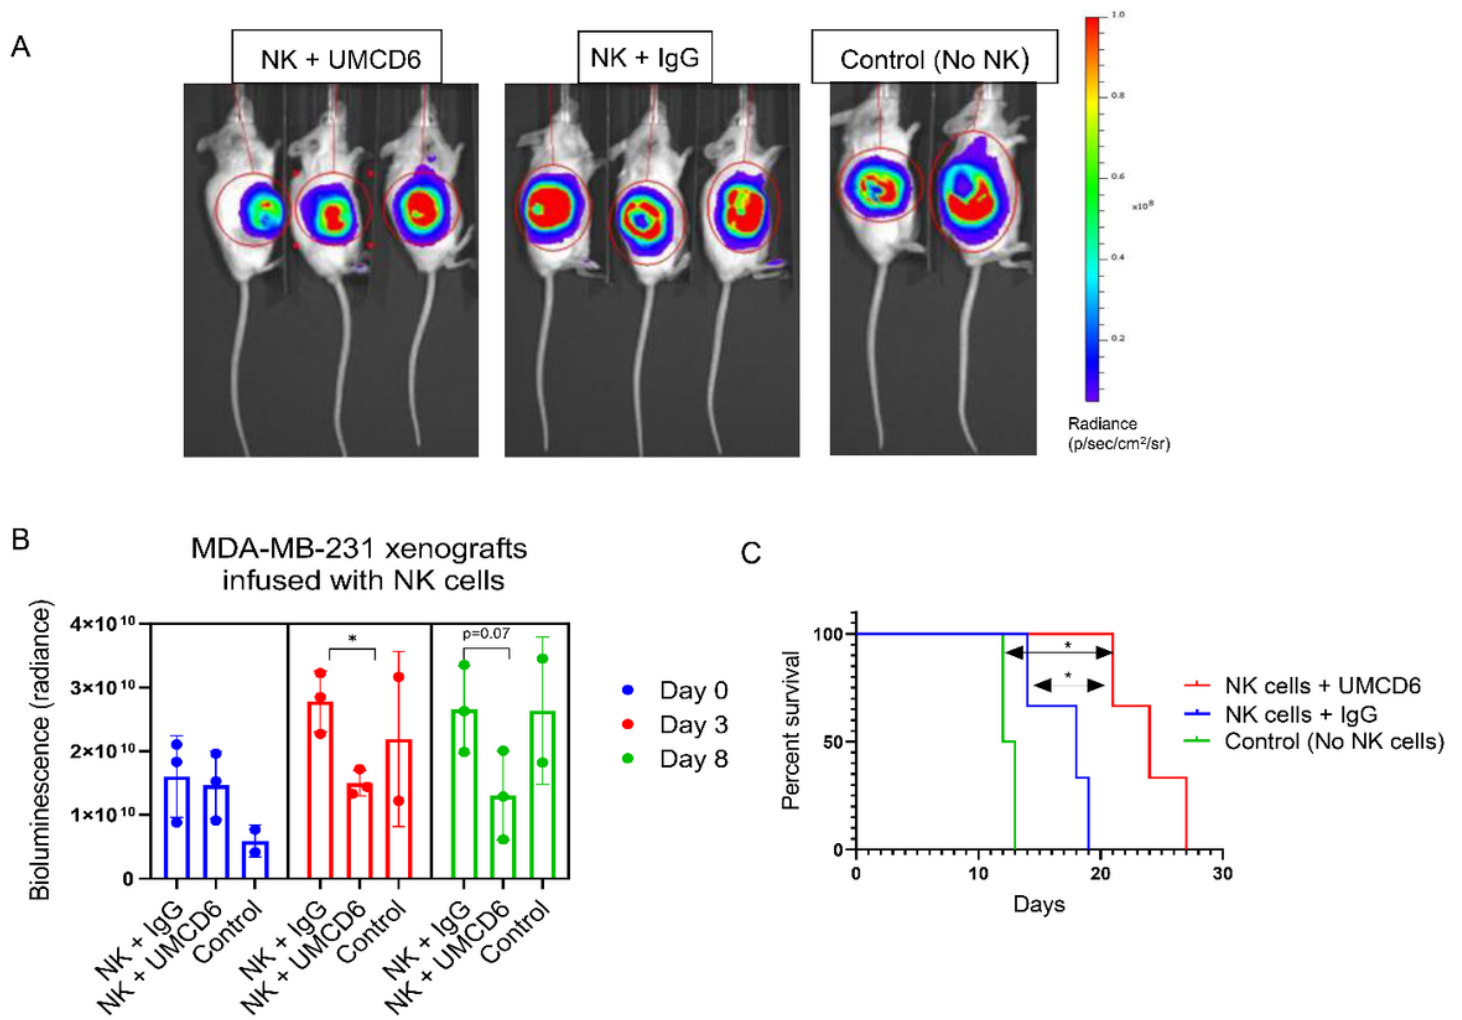 A
NK + UMCD6
NK + IgG
Control (No NK)
1.0
0.8
0.6
x10⁸
0.4
0.2
Radiance
(p/sec/cm²/sr)
B
MDA-MB-231 xenografts
infused with NK cells
Bioluminescence (radiance)
4×10¹⁰
3×10¹⁰
2×10¹⁰
1×10¹⁰
0
*
p=0.07
NK + IgG
NK + UMCD6
Control
NK + IgG
NK + UMCD6
Control
NK + IgG
NK + UMCD6
Control
Day 0
Day 3
Day 8
C
Percent survival
100
50
0
*
*
0
10
20
30
Days
NK cells + UMCD6
NK cells + IgG
Control (No NK cells)